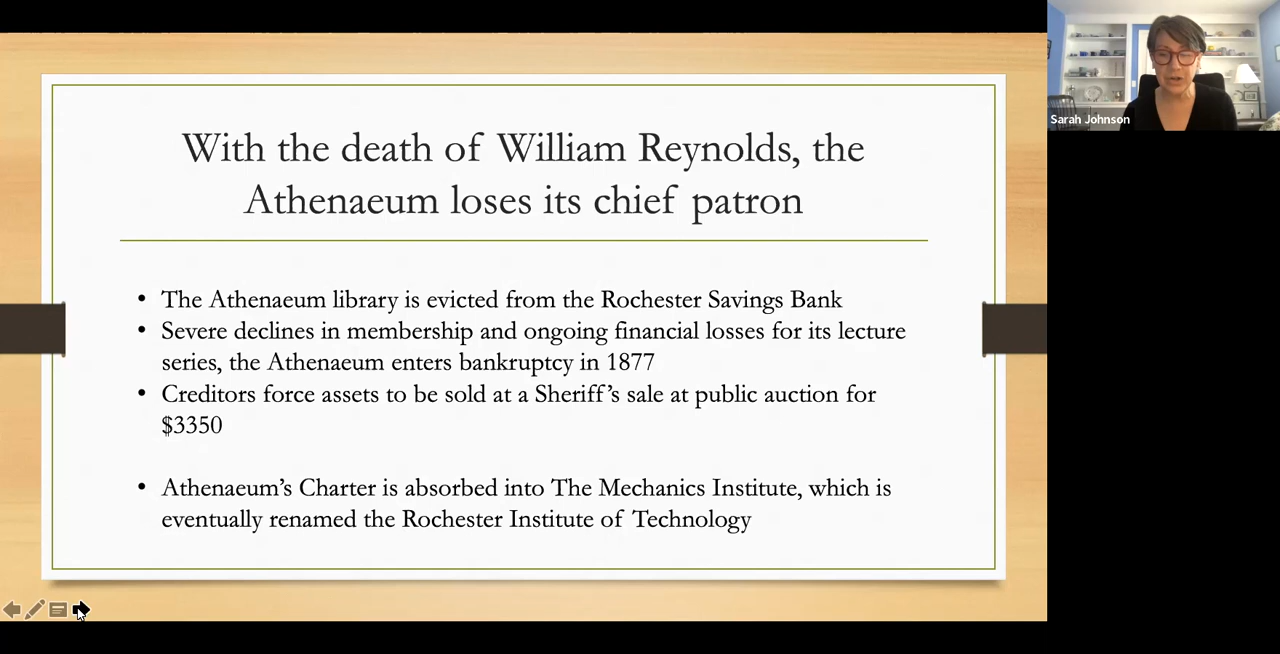 With the death of William Reynolds, the
Athenaeum loses its chief patron
• The Athenaeum library is evicted from the Rochester Savings Bank
• Severe declines in membership and ongoing financial losses for its lecture
series, the Athenaeum enters bankruptcy in 1877
• Creditors force assets to be sold at a Sheriff’s sale at public auction for
$3350
• Athenaeum’s Charter is absorbed into The Mechanics Institute, which is
eventually renamed the Rochester Institute of Technology
Sarah Johnson